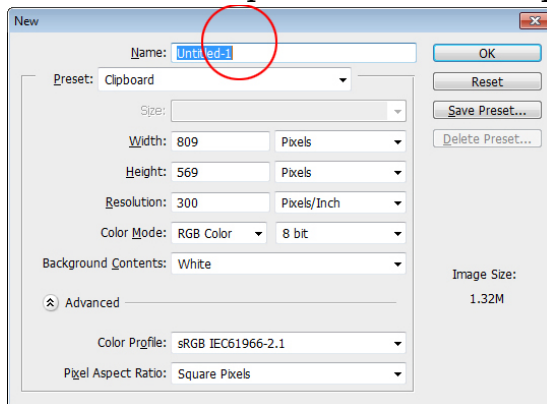 New
Name: Untitled-1
OK
Preset: Clipboard
Reset
Size:
Save Preset...
Width: 809 Pixels
Delete Preset...
Height: 569 Pixels
Resolution: 300 Pixels/Inch
Color Mode: RGB Color 8 bit
Background Contents: White
Image Size:
1.32M
Advanced
Color Profile: sRGB IEC61966-2.1
Pixel Aspect Ratio: Square Pixels